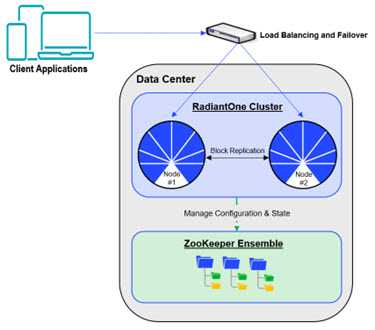 Load Balancing and Failover
Client Applications
Data Center
RadiantOne Cluster
Block Replication
Node
#1
Node
#2
Manage Configuration & State
ZooKeeper Ensemble